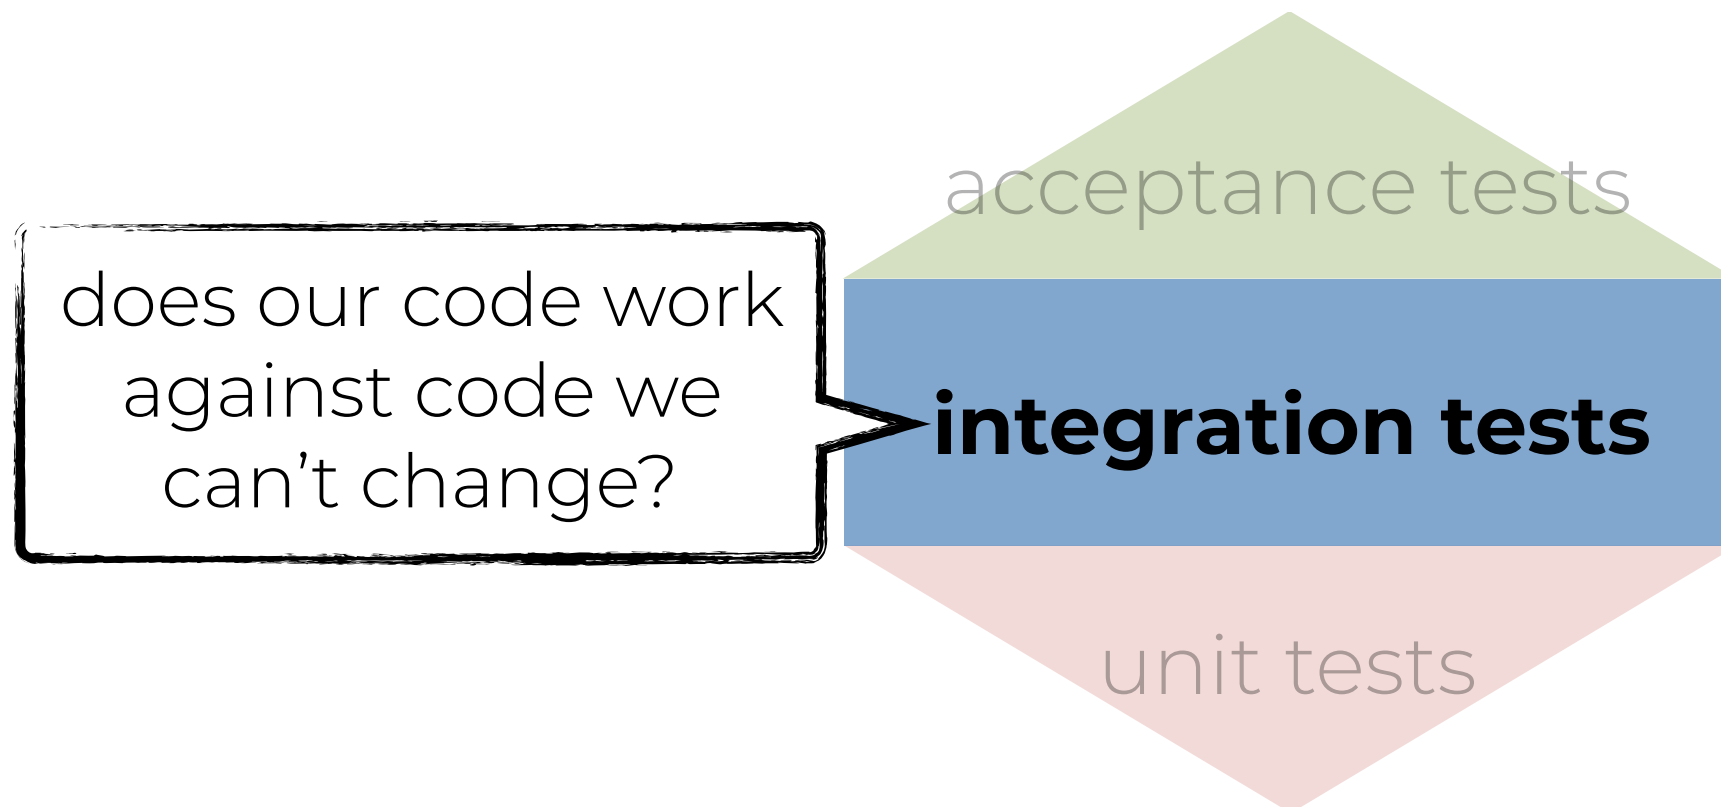 acceptance tests
does our code work
against code we
can’t change?
integration tests
unit tests